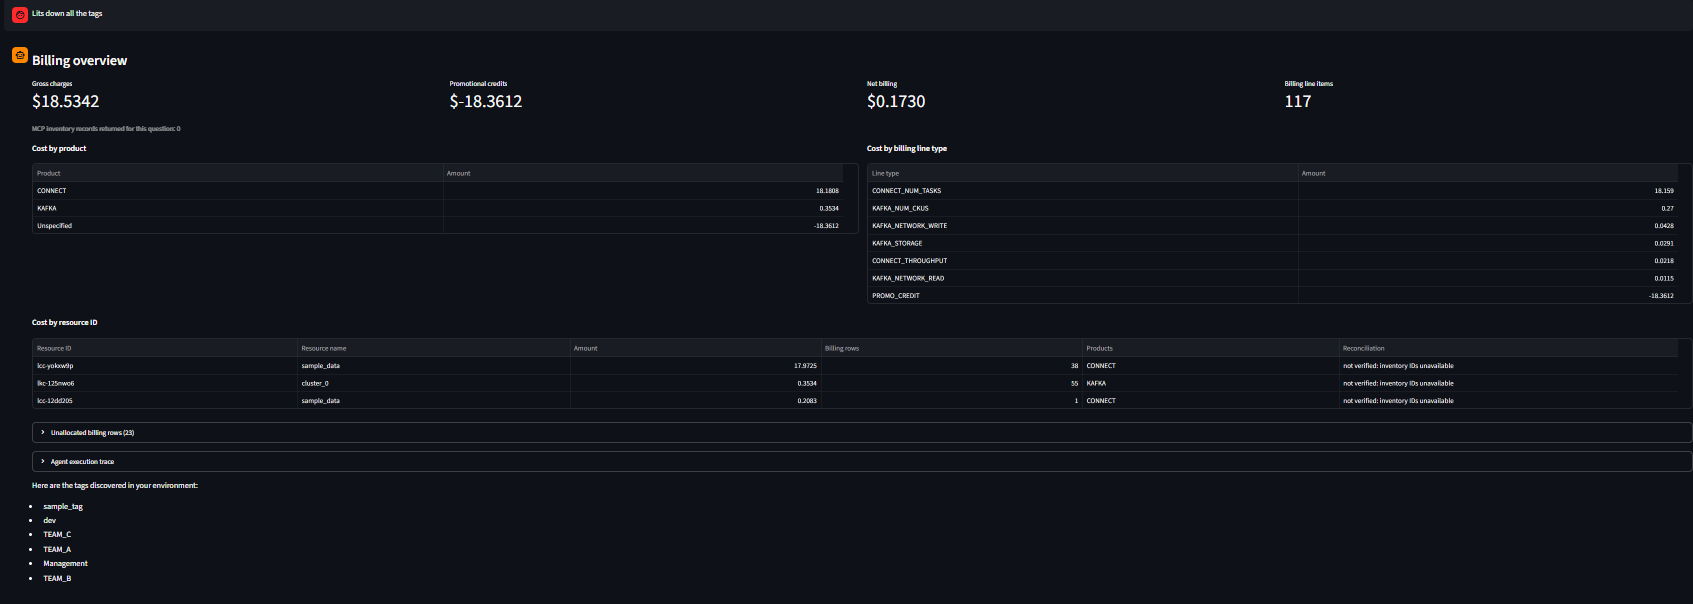 Lits down all the tags
Billing overview
Gross charges Promotional credits Net billing Billing line items
$18.5342 $-18.3612 $0.1730 117
MCP inventory records returned for this question: 0
Cost by product
Product Amount
CONNECT 18.1808
KAFKA 0.3534
Unspecified -18.3612
Cost by billing line type
Line type Amount
CONNECT_NUM_TASKS 18.159
KAFKA_NUM_CKUS 0.27
KAFKA_NETWORK_WRITE 0.0428
KAFKA_STORAGE 0.0291
CONNECT_THROUGHPUT 0.0218
KAFKA_NETWORK_READ 0.0115
PROMO_CREDIT -18.3612
Cost by resource ID
Resource ID Resource name Amount Billing rows Products Reconciliation
lcc-yokxw9p sample_data 17.9725 38 CONNECT not verified: inventory IDs unavailable
lkc-125nwo6 cluster_0 0.3534 55 KAFKA not verified: inventory IDs unavailable
lcc-12dd205 sample_data 0.2083 1 CONNECT not verified: inventory IDs unavailable
Unallocated billing rows (23)
Agent execution trace
Here are the tags discovered in your environment:
• sample_tag
• dev
• TEAM_C
• TEAM_A
• Management
• TEAM_B